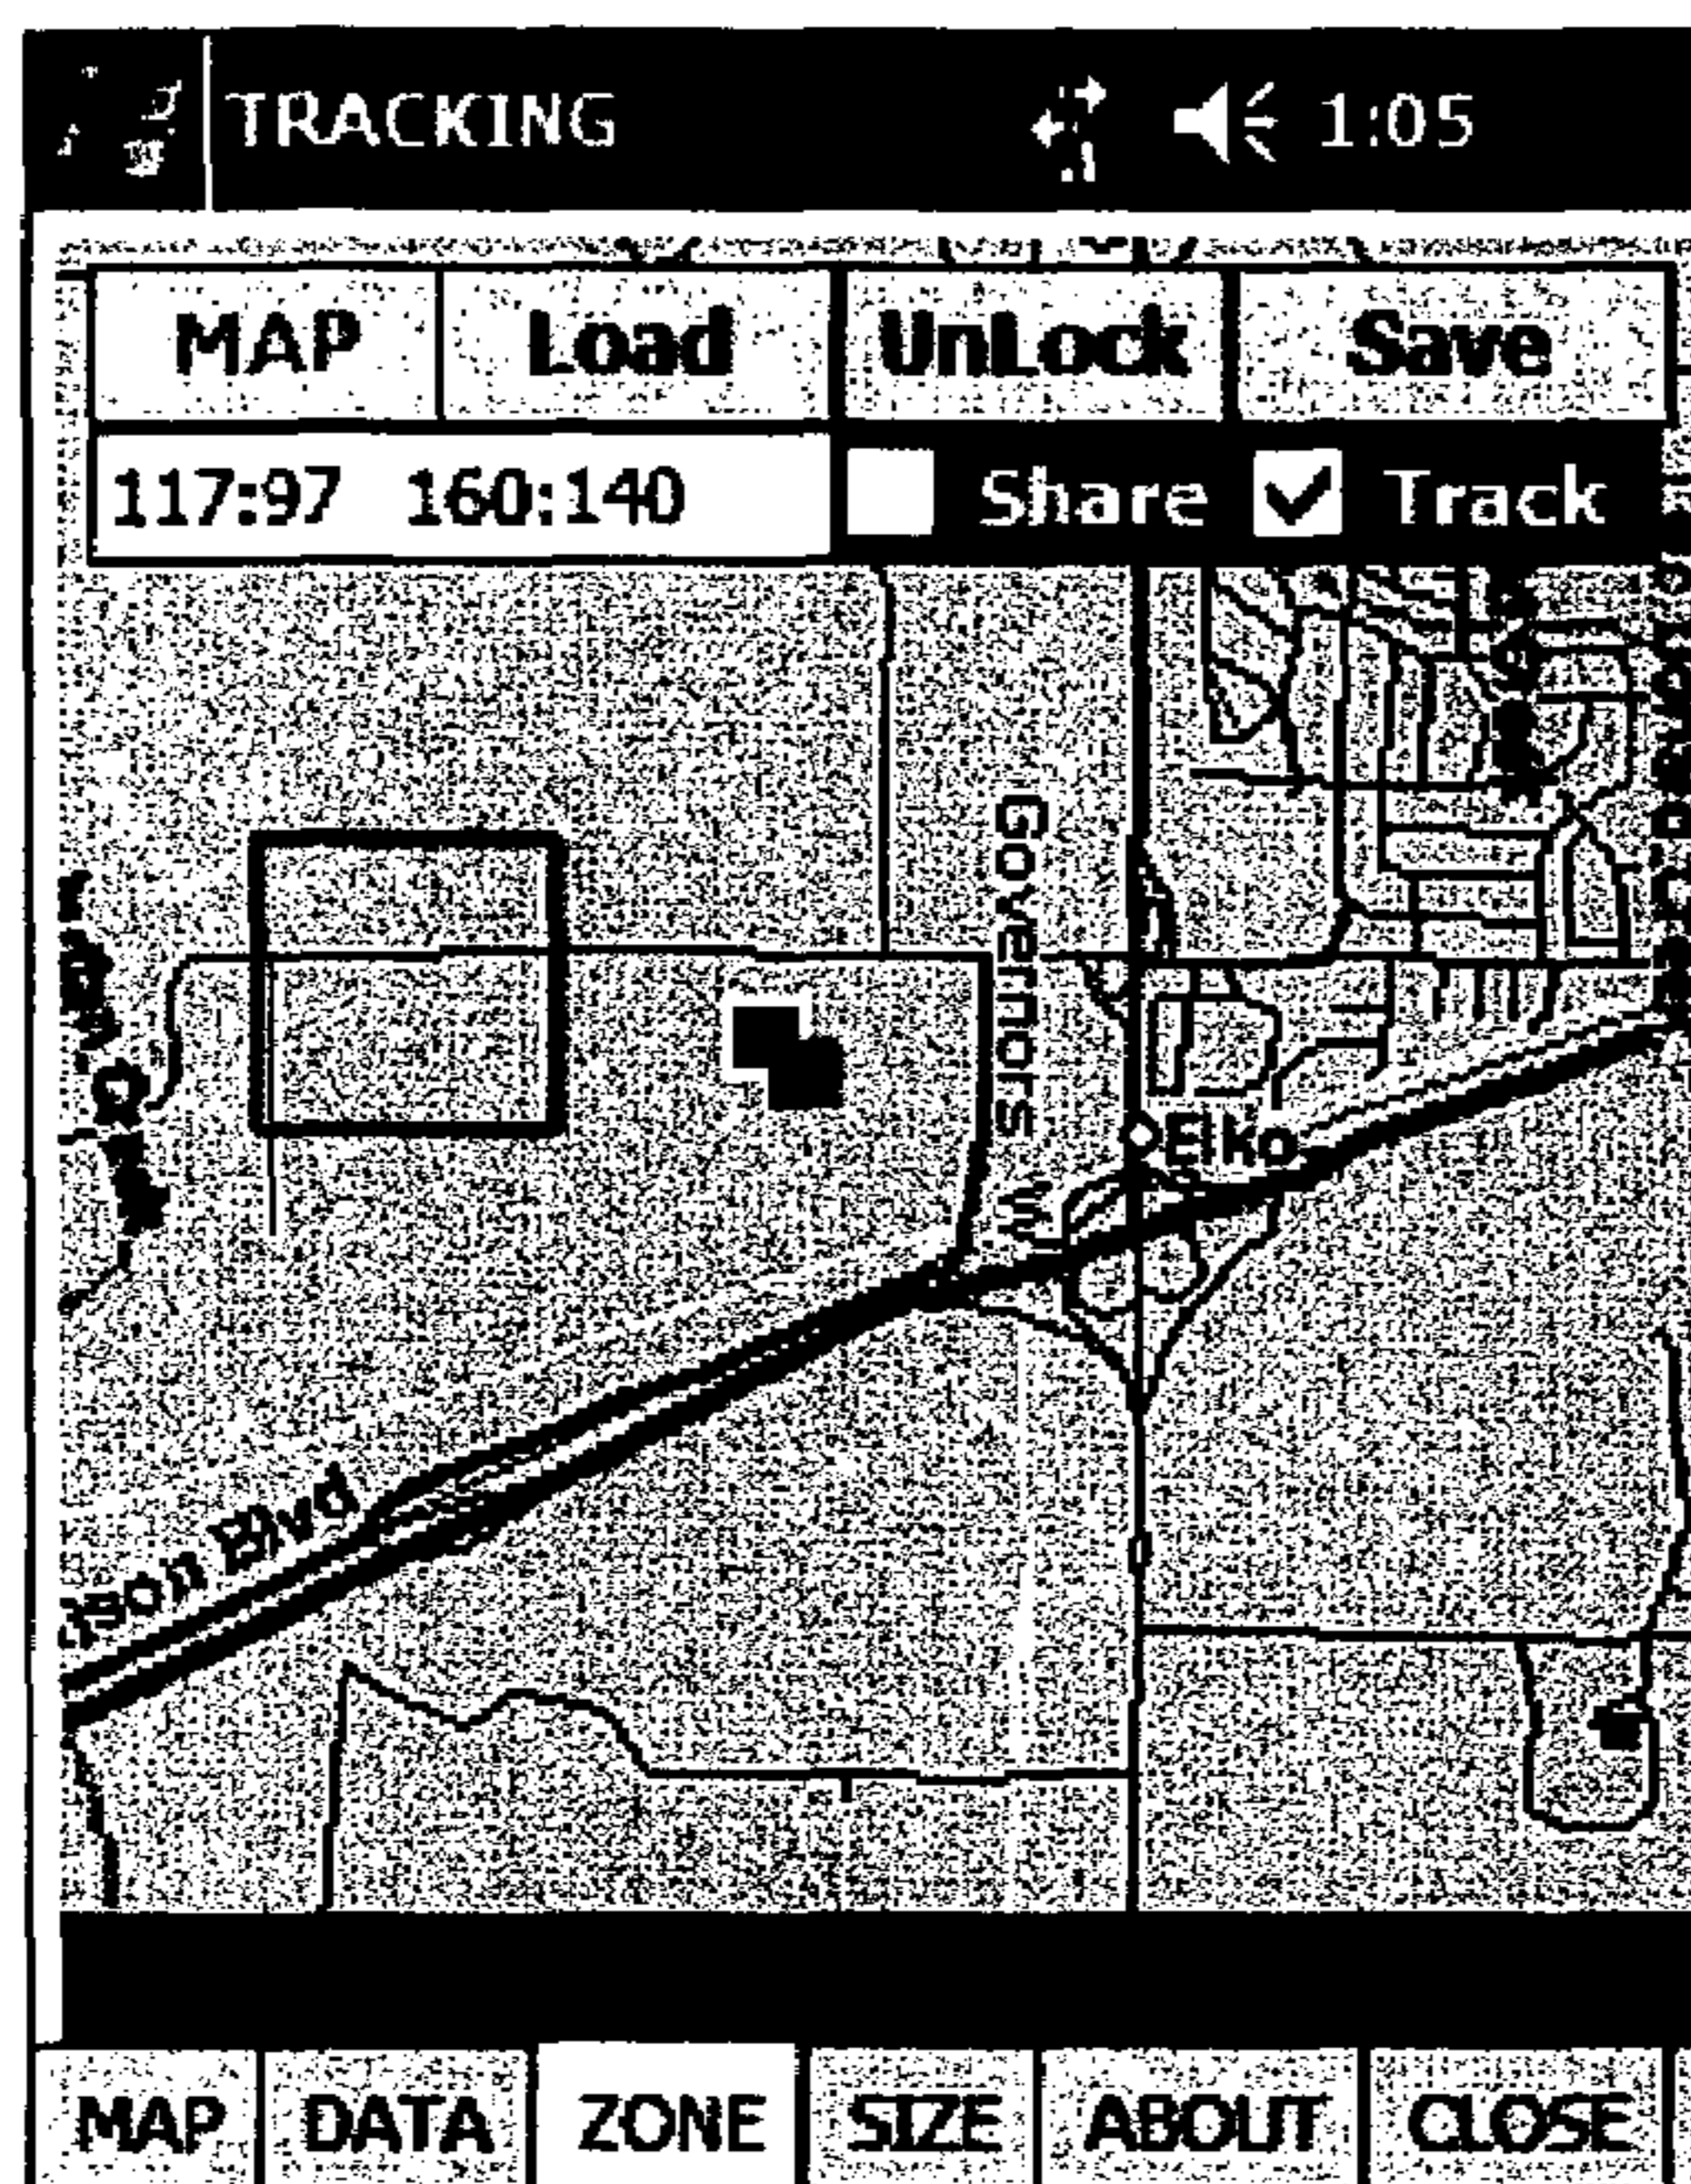 TRACKING 1:05
MAP Load UnLock Save
117:97 160:140 Share Track
Governors
Elko
Blvd
MAP DATA ZONE SIZE ABOUT CLOSE